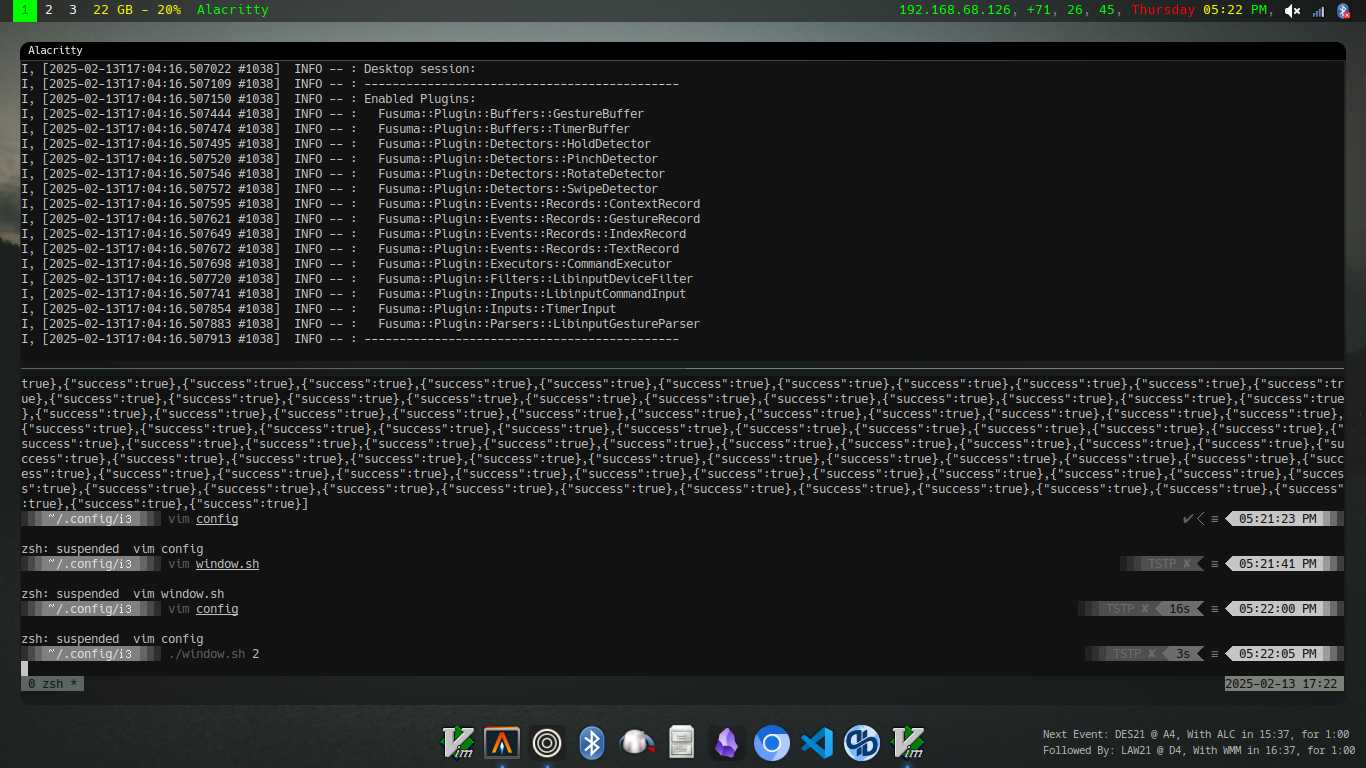 1 2 3 22 GB - 20% Alacritty
192.168.68.126, +71, 26, 45, Thursday 05:22 PM,
Alacritty
I, [2025-02-13T17:04:16.507022 #1038]  INFO -- : Desktop session:
I, [2025-02-13T17:04:16.507109 #1038]  INFO -- : ---------------------------------------------
I, [2025-02-13T17:04:16.507150 #1038]  INFO -- : Enabled Plugins:
I, [2025-02-13T17:04:16.507444 #1038]  INFO -- :   Fusuma::Plugin::Buffers::GestureBuffer
I, [2025-02-13T17:04:16.507474 #1038]  INFO -- :   Fusuma::Plugin::Buffers::TimerBuffer
I, [2025-02-13T17:04:16.507495 #1038]  INFO -- :   Fusuma::Plugin::Detectors::HoldDetector
I, [2025-02-13T17:04:16.507520 #1038]  INFO -- :   Fusuma::Plugin::Detectors::PinchDetector
I, [2025-02-13T17:04:16.507546 #1038]  INFO -- :   Fusuma::Plugin::Detectors::RotateDetector
I, [2025-02-13T17:04:16.507572 #1038]  INFO -- :   Fusuma::Plugin::Detectors::SwipeDetector
I, [2025-02-13T17:04:16.507595 #1038]  INFO -- :   Fusuma::Plugin::Events::Records::ContextRecord
I, [2025-02-13T17:04:16.507621 #1038]  INFO -- :   Fusuma::Plugin::Events::Records::GestureRecord
I, [2025-02-13T17:04:16.507649 #1038]  INFO -- :   Fusuma::Plugin::Events::Records::IndexRecord
I, [2025-02-13T17:04:16.507672 #1038]  INFO -- :   Fusuma::Plugin::Events::Records::TextRecord
I, [2025-02-13T17:04:16.507698 #1038]  INFO -- :   Fusuma::Plugin::Executors::CommandExecutor
I, [2025-02-13T17:04:16.507720 #1038]  INFO -- :   Fusuma::Plugin::Filters::LibinputDeviceFilter
I, [2025-02-13T17:04:16.507741 #1038]  INFO -- :   Fusuma::Plugin::Inputs::LibinputCommandInput
I, [2025-02-13T17:04:16.507854 #1038]  INFO -- :   Fusuma::Plugin::Inputs::TimerInput
I, [2025-02-13T17:04:16.507883 #1038]  INFO -- :   Fusuma::Plugin::Parsers::LibinputGestureParser
I, [2025-02-13T17:04:16.507913 #1038]  INFO -- : ---------------------------------------------
true},{"success":true},{"success":true},{"success":true},{"success":true},{"success":true},{"success":true},{"success":true},{"success":true},{"success":true},{"success":true},{"success":tr
ue},{"success":true},{"success":true},{"success":true},{"success":true},{"success":true},{"success":true},{"success":true},{"success":true},{"success":true},{"success":true},{"success":true
},{"success":true},{"success":true},{"success":true},{"success":true},{"success":true},{"success":true},{"success":true},{"success":true},{"success":true},{"success":true},{"success":true},
{"success":true},{"success":true},{"success":true},{"success":true},{"success":true},{"success":true},{"success":true},{"success":true},{"success":true},{"success":true},{"success":true},{"
success":true},{"success":true},{"success":true},{"success":true},{"success":true},{"success":true},{"success":true},{"success":true},{"success":true},{"success":true},{"success":true},{"su
ccess":true},{"success":true},{"success":true},{"success":true},{"success":true},{"success":true},{"success":true},{"success":true},{"success":true},{"success":true},{"success":true},{"succ
ess":true},{"success":true},{"success":true},{"success":true},{"success":true},{"success":true},{"success":true},{"success":true},{"success":true},{"success":true},{"success":true},{"succes
s":true},{"success":true},{"success":true},{"success":true},{"success":true},{"success":true},{"success":true},{"success":true},{"success":true},{"success":true},{"success":true},{"success"
:true},{"success":true},{"success":true}]
~/.config/i3 vim config ✔ ≡ 05:21:23 PM
zsh: suspended  vim config
~/.config/i3 vim window.sh TSTP ✘ ≡ 05:21:41 PM
zsh: suspended  vim window.sh
~/.config/i3 vim config TSTP ✘ 16s ≡ 05:22:00 PM
zsh: suspended  vim config
~/.config/i3 ./window.sh 2 TSTP ✘ 3s ≡ 05:22:05 PM
0 zsh * 2025-02-13 17:22
Vim
Vim
Next Event: DES21 @ A4, With ALC in 15:37, for 1:00
Followed By: LAW21 @ D4, With WMM in 16:37, for 1:00